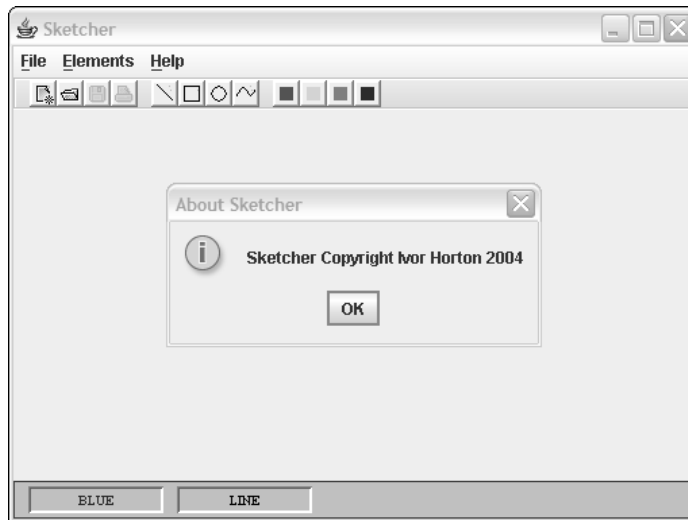 Sketcher
File Elements Help
About Sketcher
i
Sketcher Copyright Ivor Horton 2004
OK
BLUE LINE